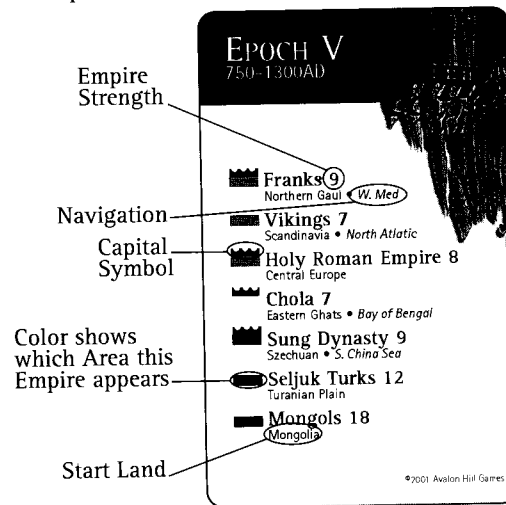 EPOCH V
750-1300AD
Empire
Strength
Franks 9
Northern Gaul • W. Med
Navigation
Vikings 7
Scandinavia • North Atlatic
Capital
Symbol
Holy Roman Empire 8
Central Europe
Chola 7
Eastern Ghats • Bay of Bengal
Sung Dynasty 9
Szechuan • S. China Sea
Color shows
which Area this
Empire appears
Seljuk Turks 12
Turanian Plain
Mongols 18
Mongolia
Start Land
©2001 Avalon Hill Games